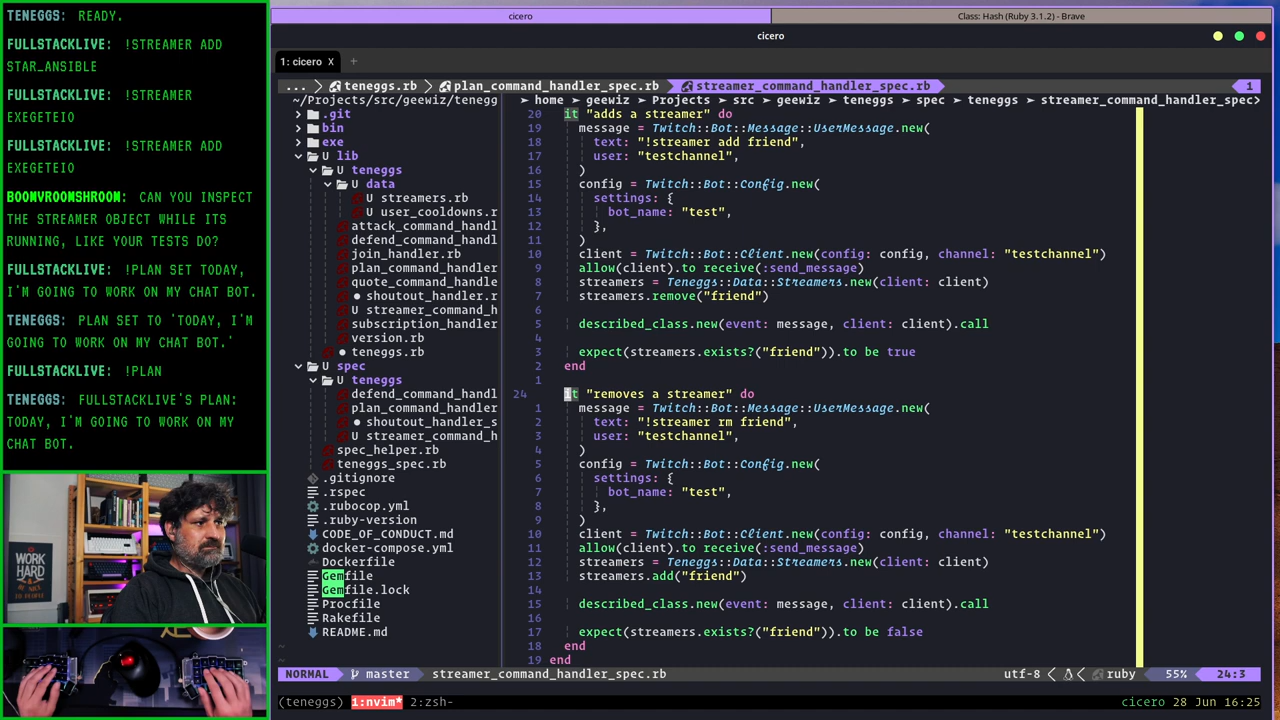 TENEGGS: READY.
FULLSTACKLIVE: !STREAMER ADD
STAR_ANSIBLE
FULLSTACKLIVE: !STREAMER
EXEGETEIO
FULLSTACKLIVE: !STREAMER ADD
EXEGETEIO
BOOMVROOMSHROOM: CAN YOU INSPECT
THE STREAMER OBJECT WHILE ITS
RUNNING, LIKE YOUR TESTS DO?
FULLSTACKLIVE: !PLAN SET TODAY,
I'M GOING TO WORK ON MY CHAT BOT.
TENEGGS: PLAN SET TO 'TODAY, I'M
GOING TO WORK ON MY CHAT BOT.'
FULLSTACKLIVE: !PLAN
TENEGGS: FULLSTACKLIVE'S PLAN:
TODAY, I'M GOING TO WORK ON MY
CHAT BOT.
WORK
HARD
cicero
Class: Hash (Ruby 3.1.2) - Brave
cicero
1: cicero X +
... teneggs.rb plan_command_handler_spec.rb streamer_command_handler_spec.rb 1
~/Projects/src/geewiz/tenegg
.git
bin
exe
lib
U teneggs
U data
U streamers.rb
U user_cooldowns.r
attack_command_handl
defend_command_handl
join_handler.rb
plan_command_handler
quote_command_handle
shoutout_handler.r
U streamer_command_h
subscription_handler
version.rb
teneggs.rb
U spec
U teneggs
defend_command_handl
plan_command_handler
shoutout_handler_s
U streamer_command_h
spec_helper.rb
teneggs_spec.rb
.gitignore
.rspec
.rubocop.yml
.ruby-version
CODE_OF_CONDUCT.md
docker-compose.yml
Dockerfile
Gemfile
Gemfile.lock
Procfile
Rakefile
README.md
► home ► geewiz ► Projects ► src ► geewiz ► teneggs ► spec ► teneggs ► streamer_command_handler_spec>
20 it "adds a streamer" do
19 message = Twitch::Bot::Message::UserMessage.new(
18 text: "!streamer add friend",
17 user: "testchannel",
16 )
15 config = Twitch::Bot::Config.new(
14 settings: {
13 bot_name: "test",
12 },
11 )
10 client = Twitch::Bot::Client.new(config: config, channel: "testchannel")
9 allow(client).to receive(:send_message)
8 streamers = Teneggs::Data::Streamers.new(client: client)
7 streamers.remove("friend")
6
5 described_class.new(event: message, client: client).call
4
3 expect(streamers.exists?("friend")).to be true
2 end
1
24 it "removes a streamer" do
1 message = Twitch::Bot::Message::UserMessage.new(
2 text: "!streamer rm friend",
3 user: "testchannel",
4 )
5 config = Twitch::Bot::Config.new(
6 settings: {
7 bot_name: "test",
8 },
9 )
10 client = Twitch::Bot::Client.new(config: config, channel: "testchannel")
11 allow(client).to receive(:send_message)
12 streamers = Teneggs::Data::Streamers.new(client: client)
13 streamers.add("friend")
14
15 described_class.new(event: message, client: client).call
16
17 expect(streamers.exists?("friend")).to be false
18 end
19 end
~
~
NORMAL master streamer_command_handler_spec.rb utf-8 ruby 55% 24:3
(teneggs) 1:nvim* 2:zsh- cicero 28 Jun 16:25